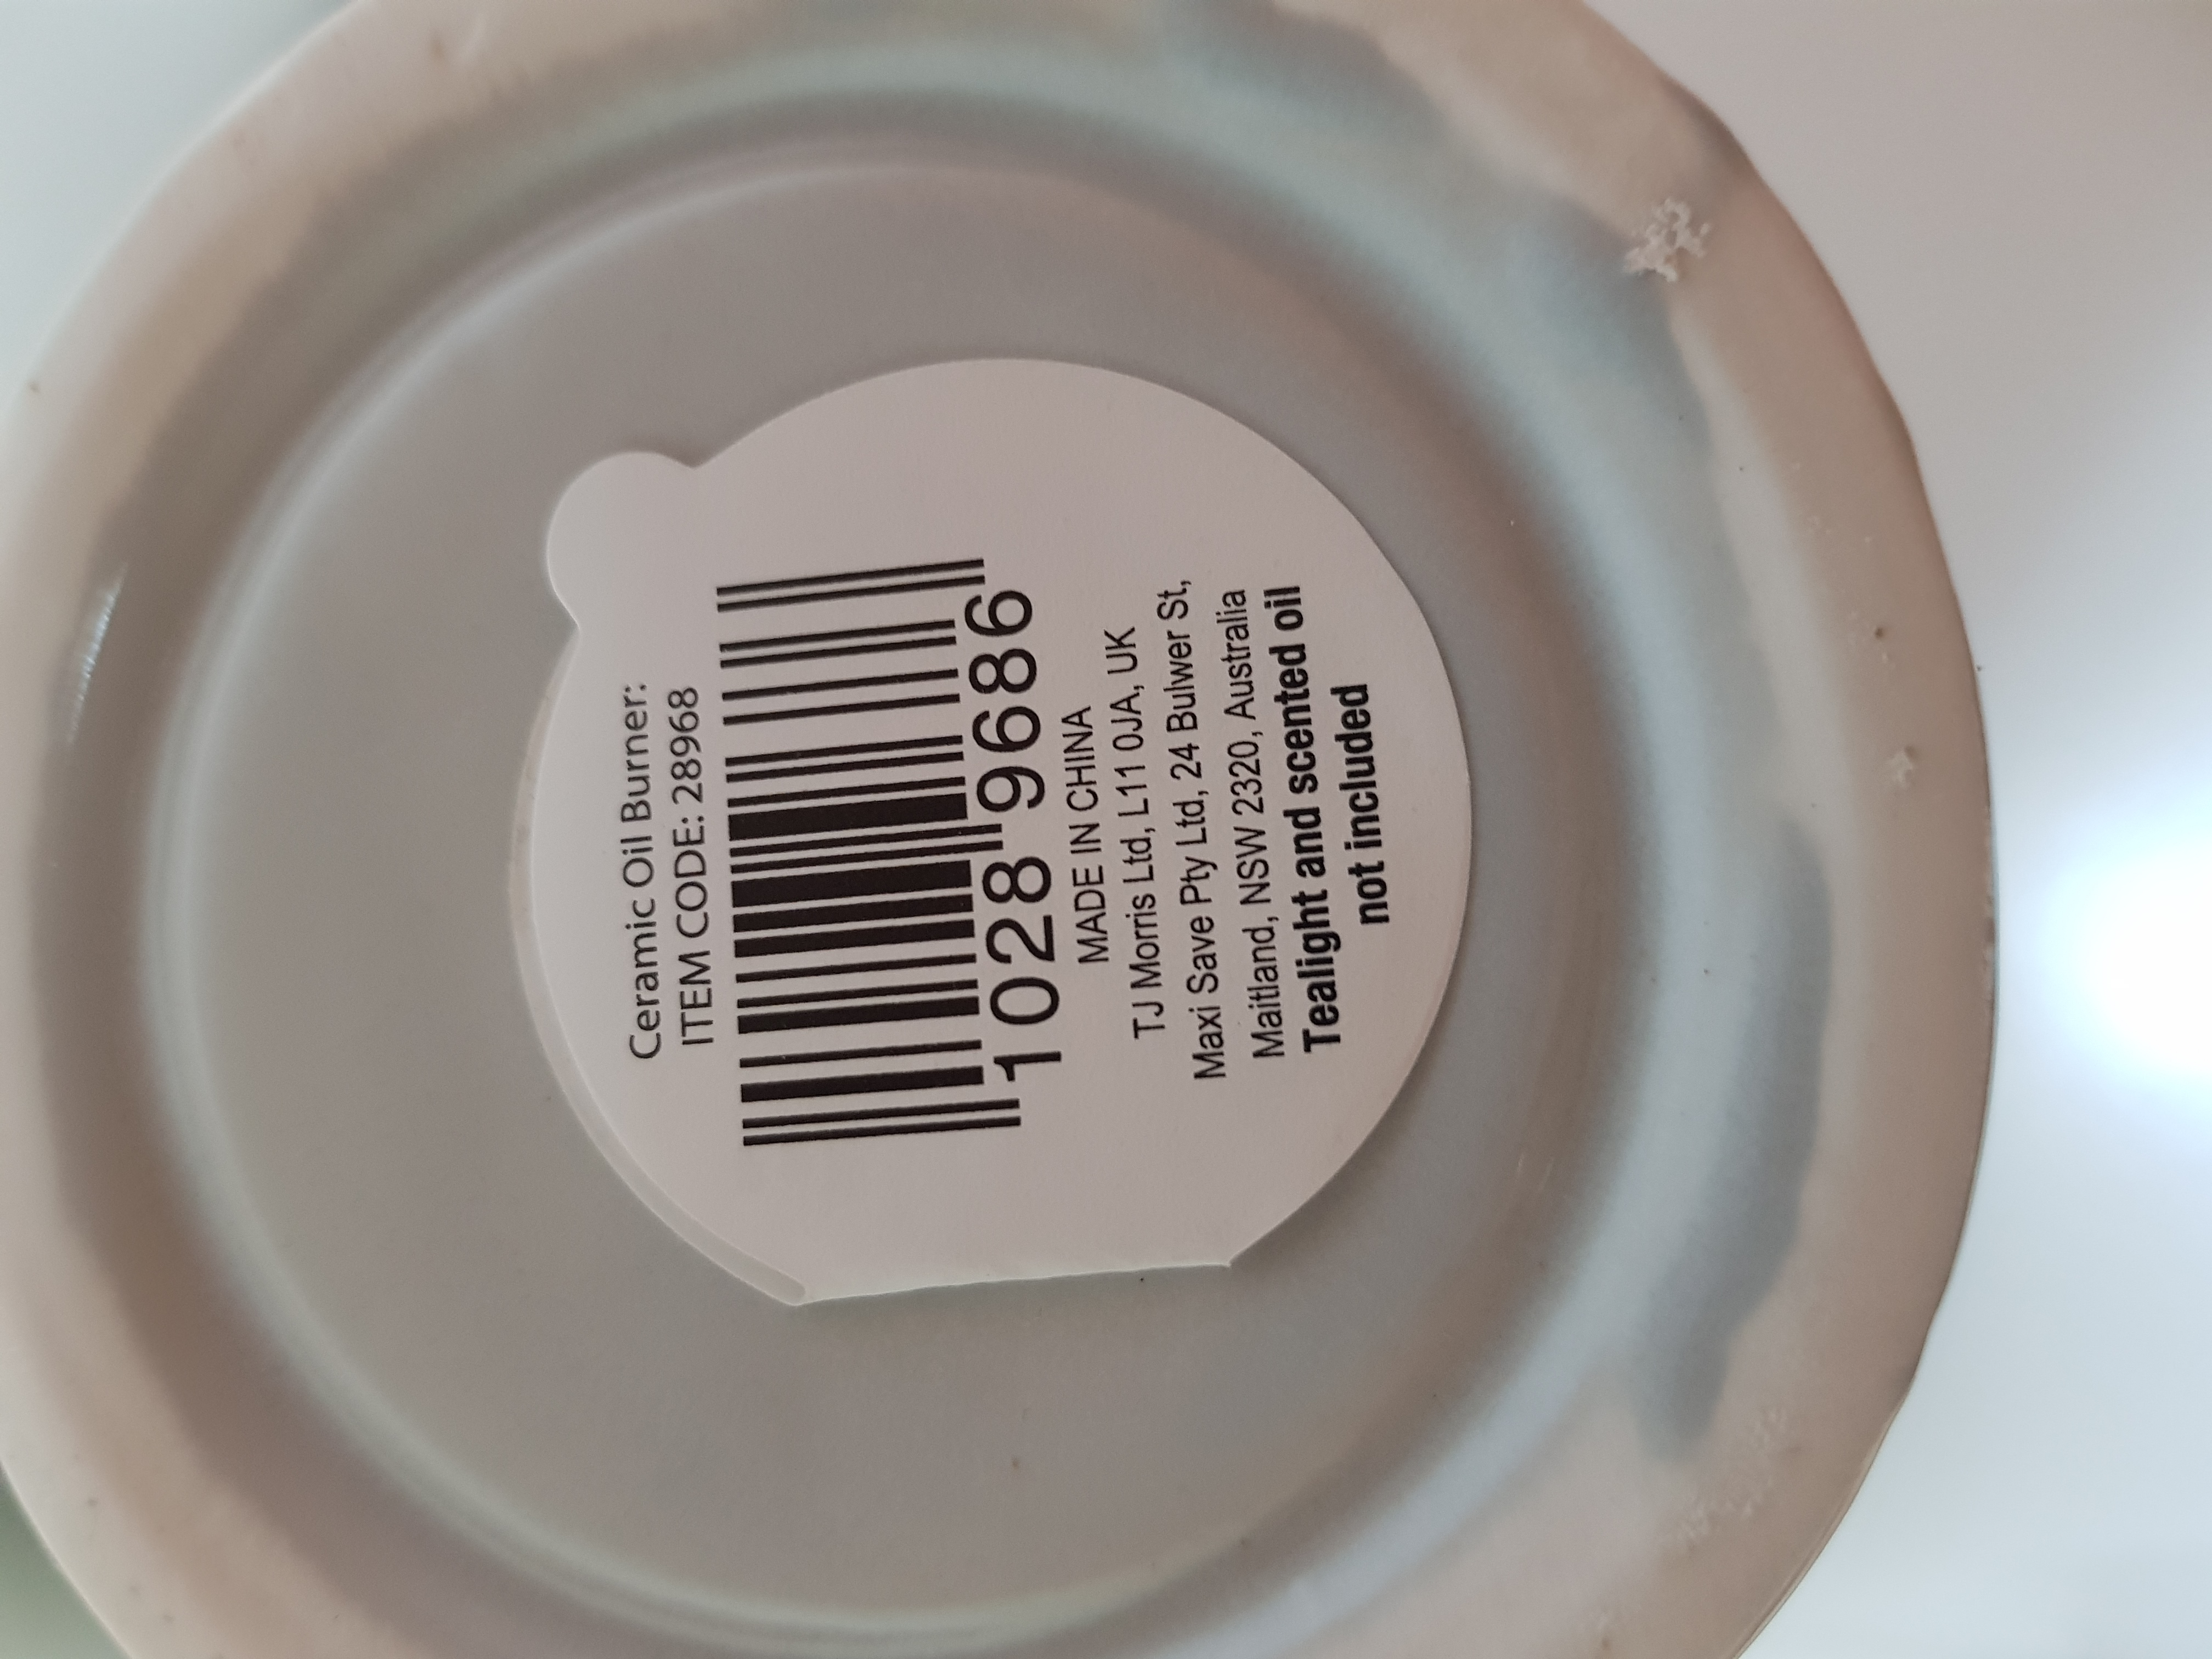 Ceramic Oil Burner:
ITEM CODE: 28968
1028 9686
MADE IN CHINA
TJ Morris Ltd, L11 0JA, UK
Maxi Save Pty Ltd, 24 Bulwer St,
Maitland, NSW 2320, Australia
Tealight and scented oil
not included